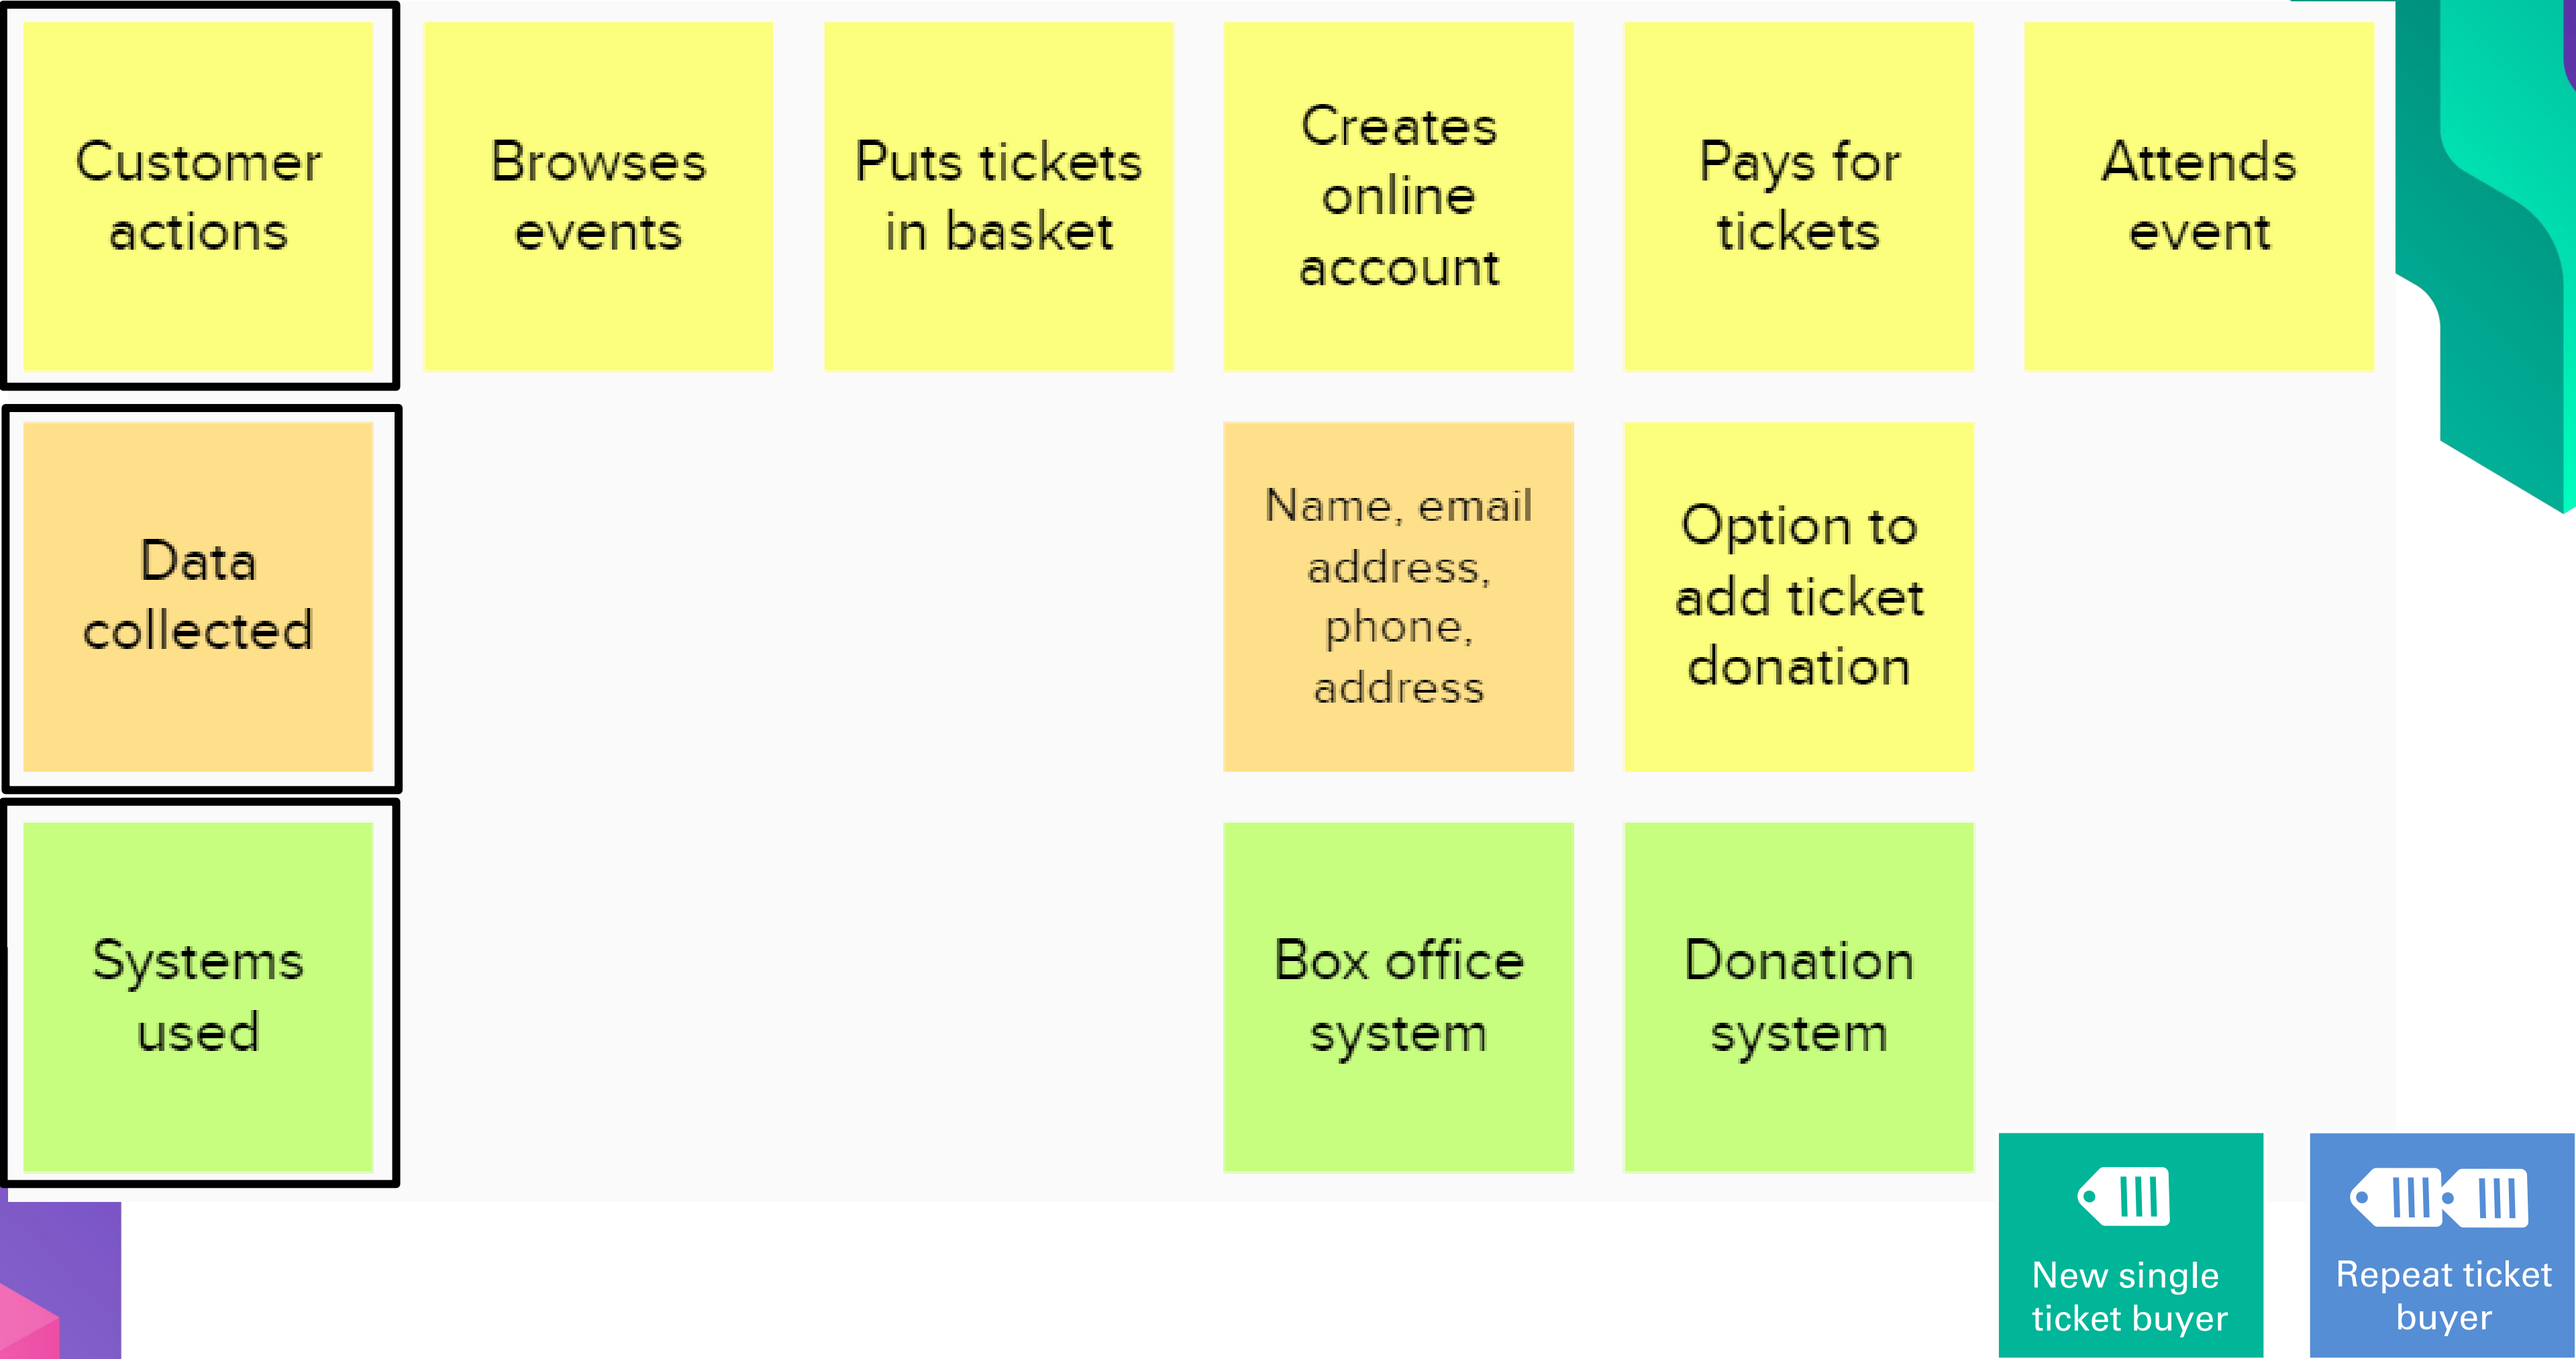 Customer
actions
Browses
events
Puts tickets
in basket
Creates
online
account
Pays for
tickets
Attends
event
Data
collected
Name, email
address,
phone,
address
Option to
add ticket
donation
Systems
used
Box office
system
Donation
system
New single
ticket buyer
Repeat ticket
buyer